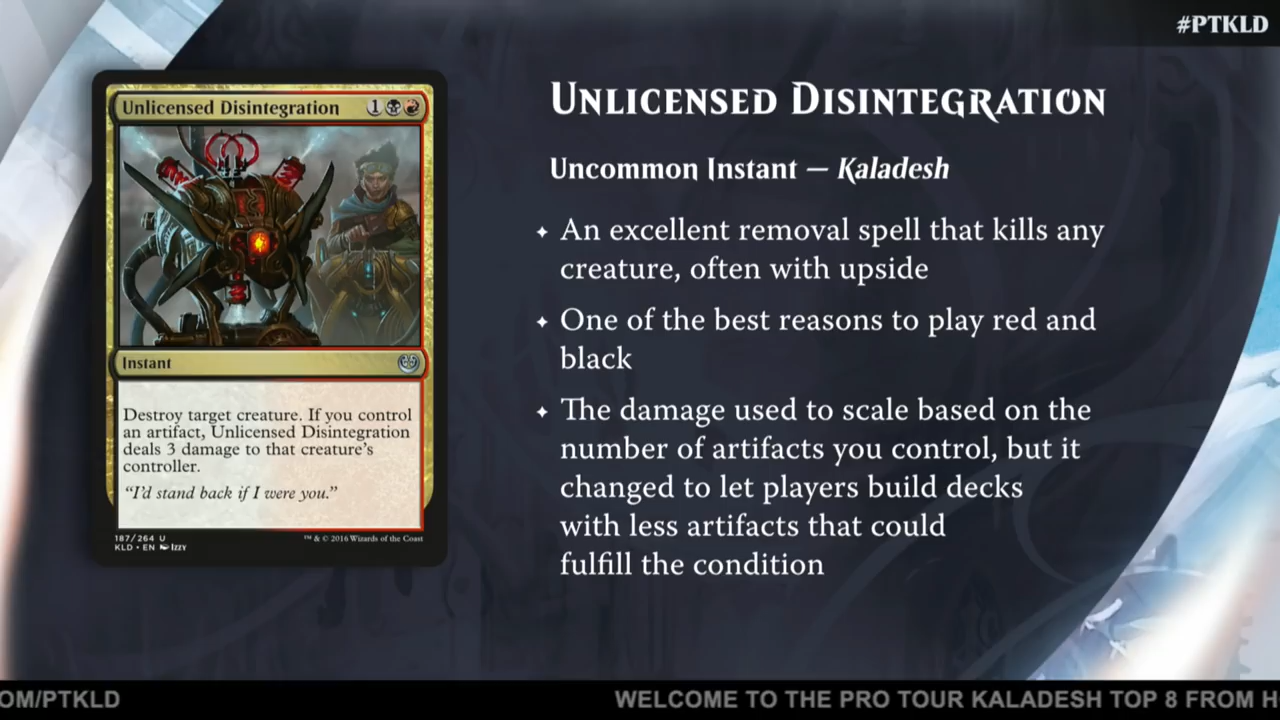 #PTKLD
Unlicensed Disintegration 1
Instant
Destroy target creature. If you control
an artifact, Unlicensed Disintegration
deals 3 damage to that creature's
controller.
"I'd stand back if I were you."
187/264 U
KLD • EN Izzy
™ & © 2016 Wizards of the Coast
Unlicensed Disintegration
Uncommon Instant — Kaladesh
An excellent removal spell that kills any
creature, often with upside
One of the best reasons to play red and
black
The damage used to scale based on the
number of artifacts you control, but it
changed to let players build decks
with less artifacts that could
fulfill the condition
OM/PTKLD
WELCOME TO THE PRO TOUR KALADESH TOP 8 FROM H